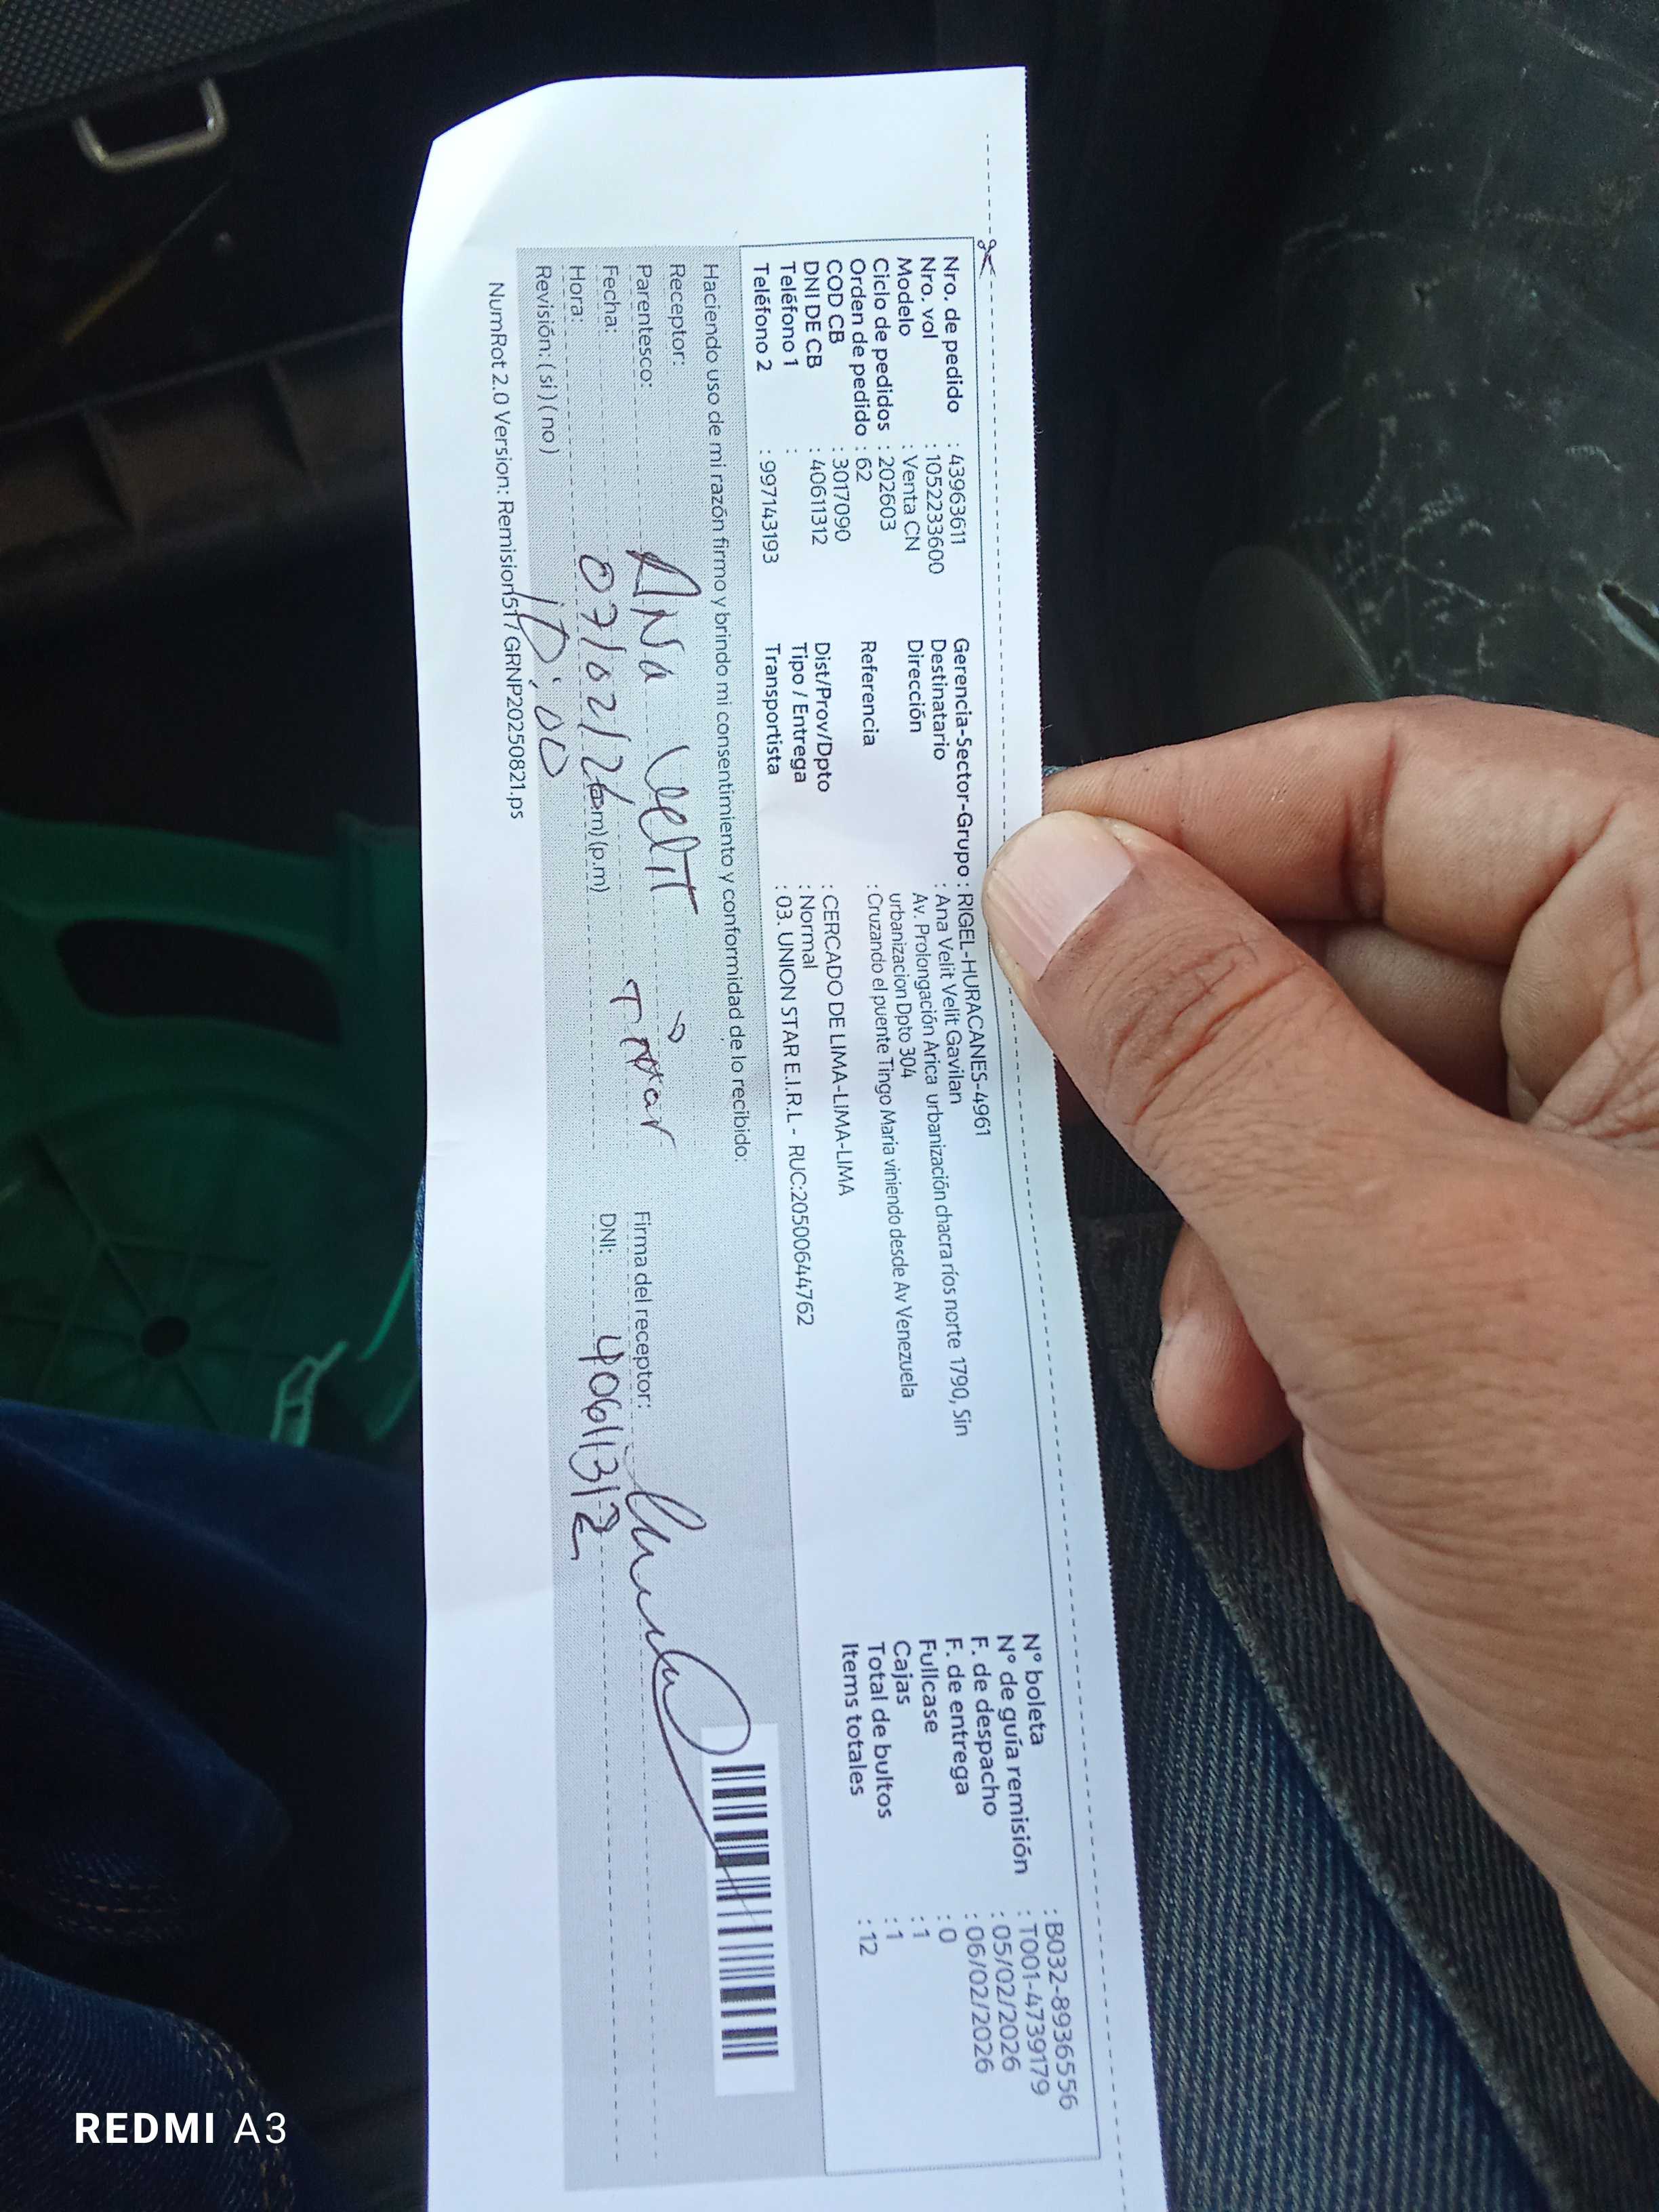 Nro. de pedido : 43963611
Nro. vol : 1052233600
Modelo : Venta CN
Ciclo de pedidos : 202603
Orden de pedido : 62
COD CB : 3017090
DNI DE CB : 40611312
Teléfono 1 :
Teléfono 2 : 997143193
Gerencia-Sector-Grupo : RIGEL-HURACANES-4961
Destinatario : Ana Velit Velit Gavilan
Dirección Av. Prolongación Arica urbanización chacra ríos norte 1790, Sin
urbanizacion Dpto 304
Referencia : Cruzando el puente Tingo Maria viniendo desde Av Venezuela
Dist/Prov/Dpto : CERCADO DE LIMA-LIMA-LIMA
Tipo / Entrega : Normal
Transportista : 03. UNION STAR E.I.R.L - RUC:20500644762
N° boleta : B032-8936556
N° de guía remisión : T001-4739179
F. de despacho : 05/02/2026
F. de entrega : 06/02/2026
Fullcase : 0
Cajas : 1
Total de bultos : 1
Items totales : 12
Haciendo uso de mi razón firmo y brindo mi consentimiento y conformidad de lo recibido:
Receptor: Ana Velit
Parentesco:
Fecha: 07/02/26
Hora: 10:00 (p.m)
Revisión: ( si ) ( no )
Firma del receptor:
DNI: 40611312
NumRot 2.0 Version: Remision517GRNP20250821.ps
REDMI A3